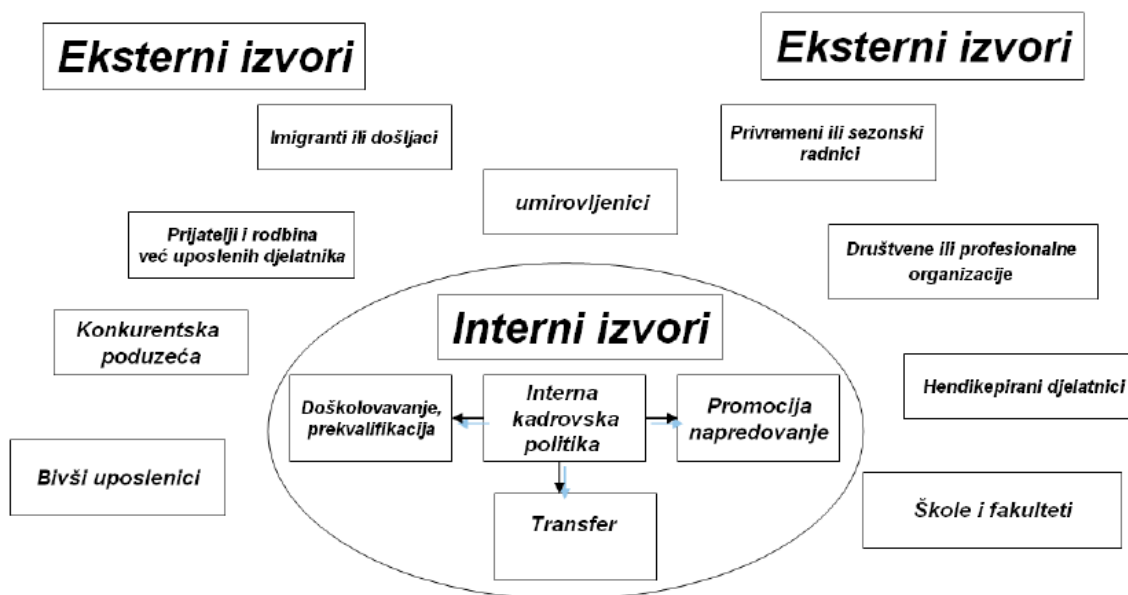 Eksterni izvori
Eksterni izvori
Imigranti ili došljaci
Privremeni ili sezonski
radnici
umirovljenici
Prijatelji i rodbina
već uposlenih djelatnika
Društvene ili profesionalne
organizacije
Konkurentska
poduzeća
Interni izvori
Hendikepirani djelatnici
Doškolovavanje,
prekvalifikacija
Interna
kadrovska
politika
Promocija
napredovanje
Bivši uposlenici
Transfer
Škole i fakulteti